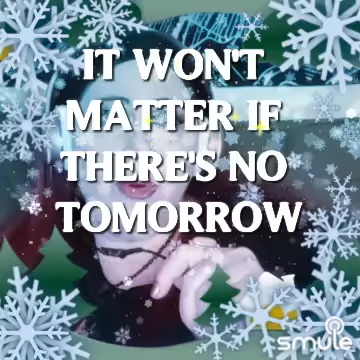 IT WON'T
MATTER IF
THERE'S NO
TOMORROW
smule